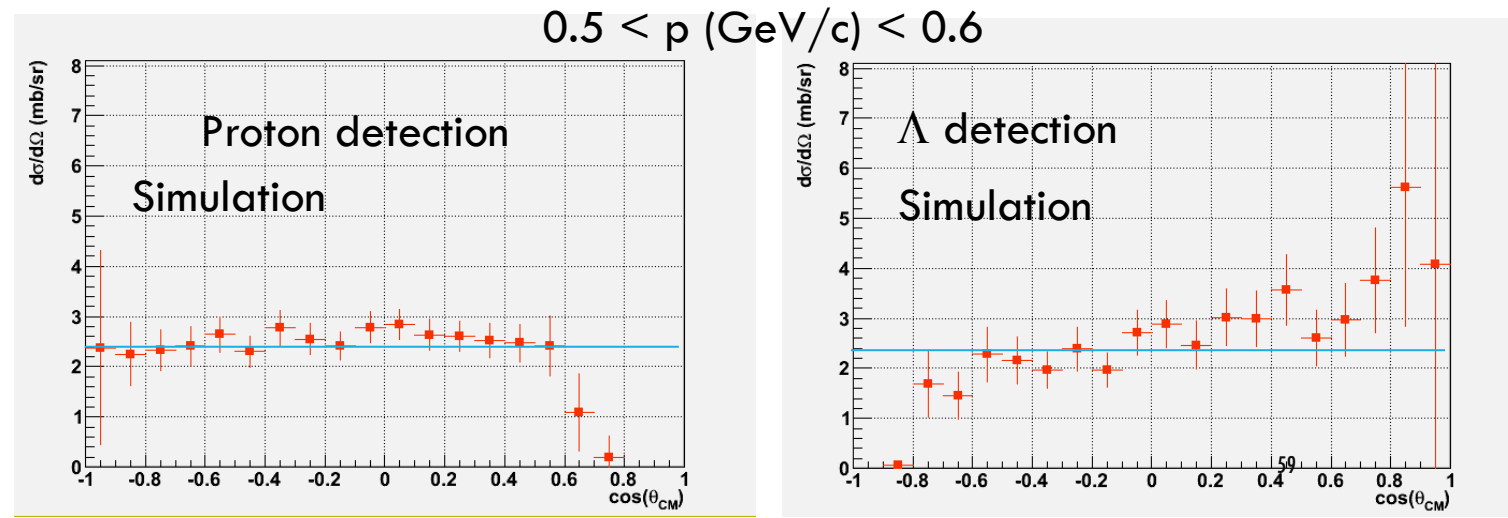 0.5 < p (GeV/c) < 0.6
dσ/dΩ (mb/sr)
8
7
Proton detection
6
Simulation
5
4
3
2
1
0
-1 -0.8 -0.6 -0.4 -0.2 0 0.2 0.4 0.6 0.8 1
cos(θCM)
dσ/dΩ (mb/sr)
8
7
Λ detection
6
Simulation
5
4
3
2
1
0
59
-1 -0.8 -0.6 -0.4 -0.2 0 0.2 0.4 0.6 0.8 1
cos(θCM)